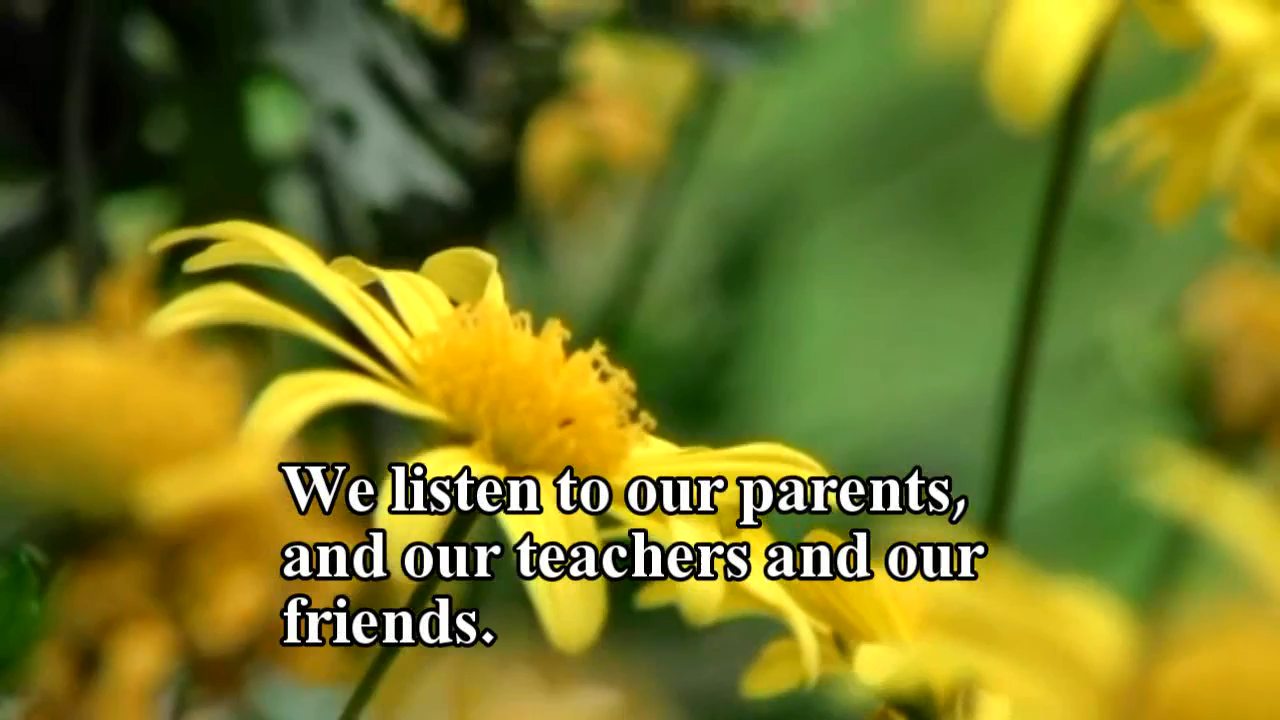 We listen to our parents,
and our teachers and our
friends.